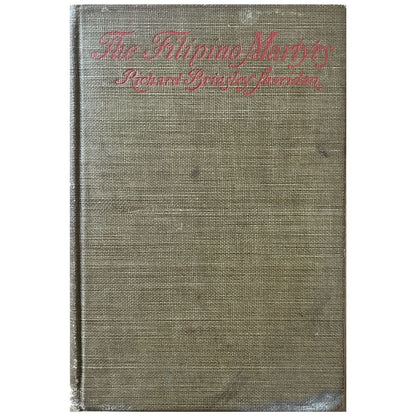 The Filipino Martyrs
Richard Brinsley Sheridan